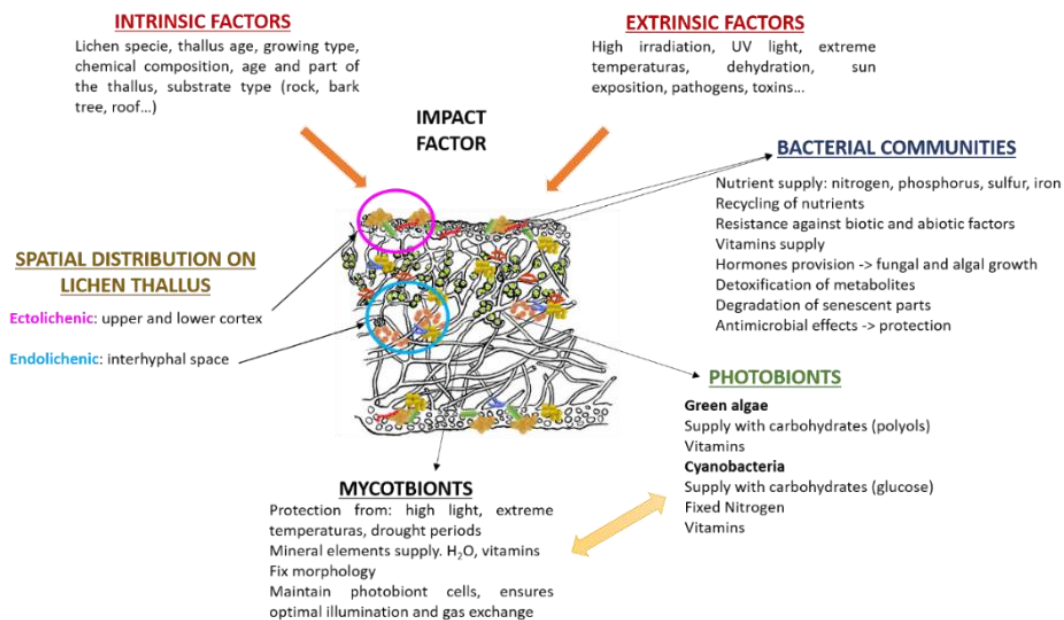 INTRINSIC FACTORS
Lichen specie, thallus age, growing type,
chemical composition, age and part of
the thallus, substrate type (rock, bark
tree, roof…)
EXTRINSIC FACTORS
High irradiation, UV light, extreme
temperaturas, dehydration, sun
exposition, pathogens, toxins…
IMPACT
FACTOR
BACTERIAL COMMUNITIES
Nutrient supply: nitrogen, phosphorus, sulfur, iron
Recycling of nutrients
Resistance against biotic and abiotic factors
Vitamins supply
Hormones provision -> fungal and algal growth
Detoxification of metabolites
Degradation of senescent parts
Antimicrobial effects -> protection
SPATIAL DISTRIBUTION ON
LICHEN THALLUS
Ectolichenic: upper and lower cortex
Endolichenic: interhyphal space
PHOTOBIONTS
Green algae
Supply with carbohydrates (polyols)
Vitamins
Cyanobacteria
Supply with carbohydrates (glucose)
Fixed Nitrogen
Vitamins
MYCOTBIONTS
Protection from: high light, extreme
temperaturas, drought periods
Mineral elements supply. H₂O, vitamins
Fix morphology
Maintain photobiont cells, ensures
optimal illumination and gas exchange